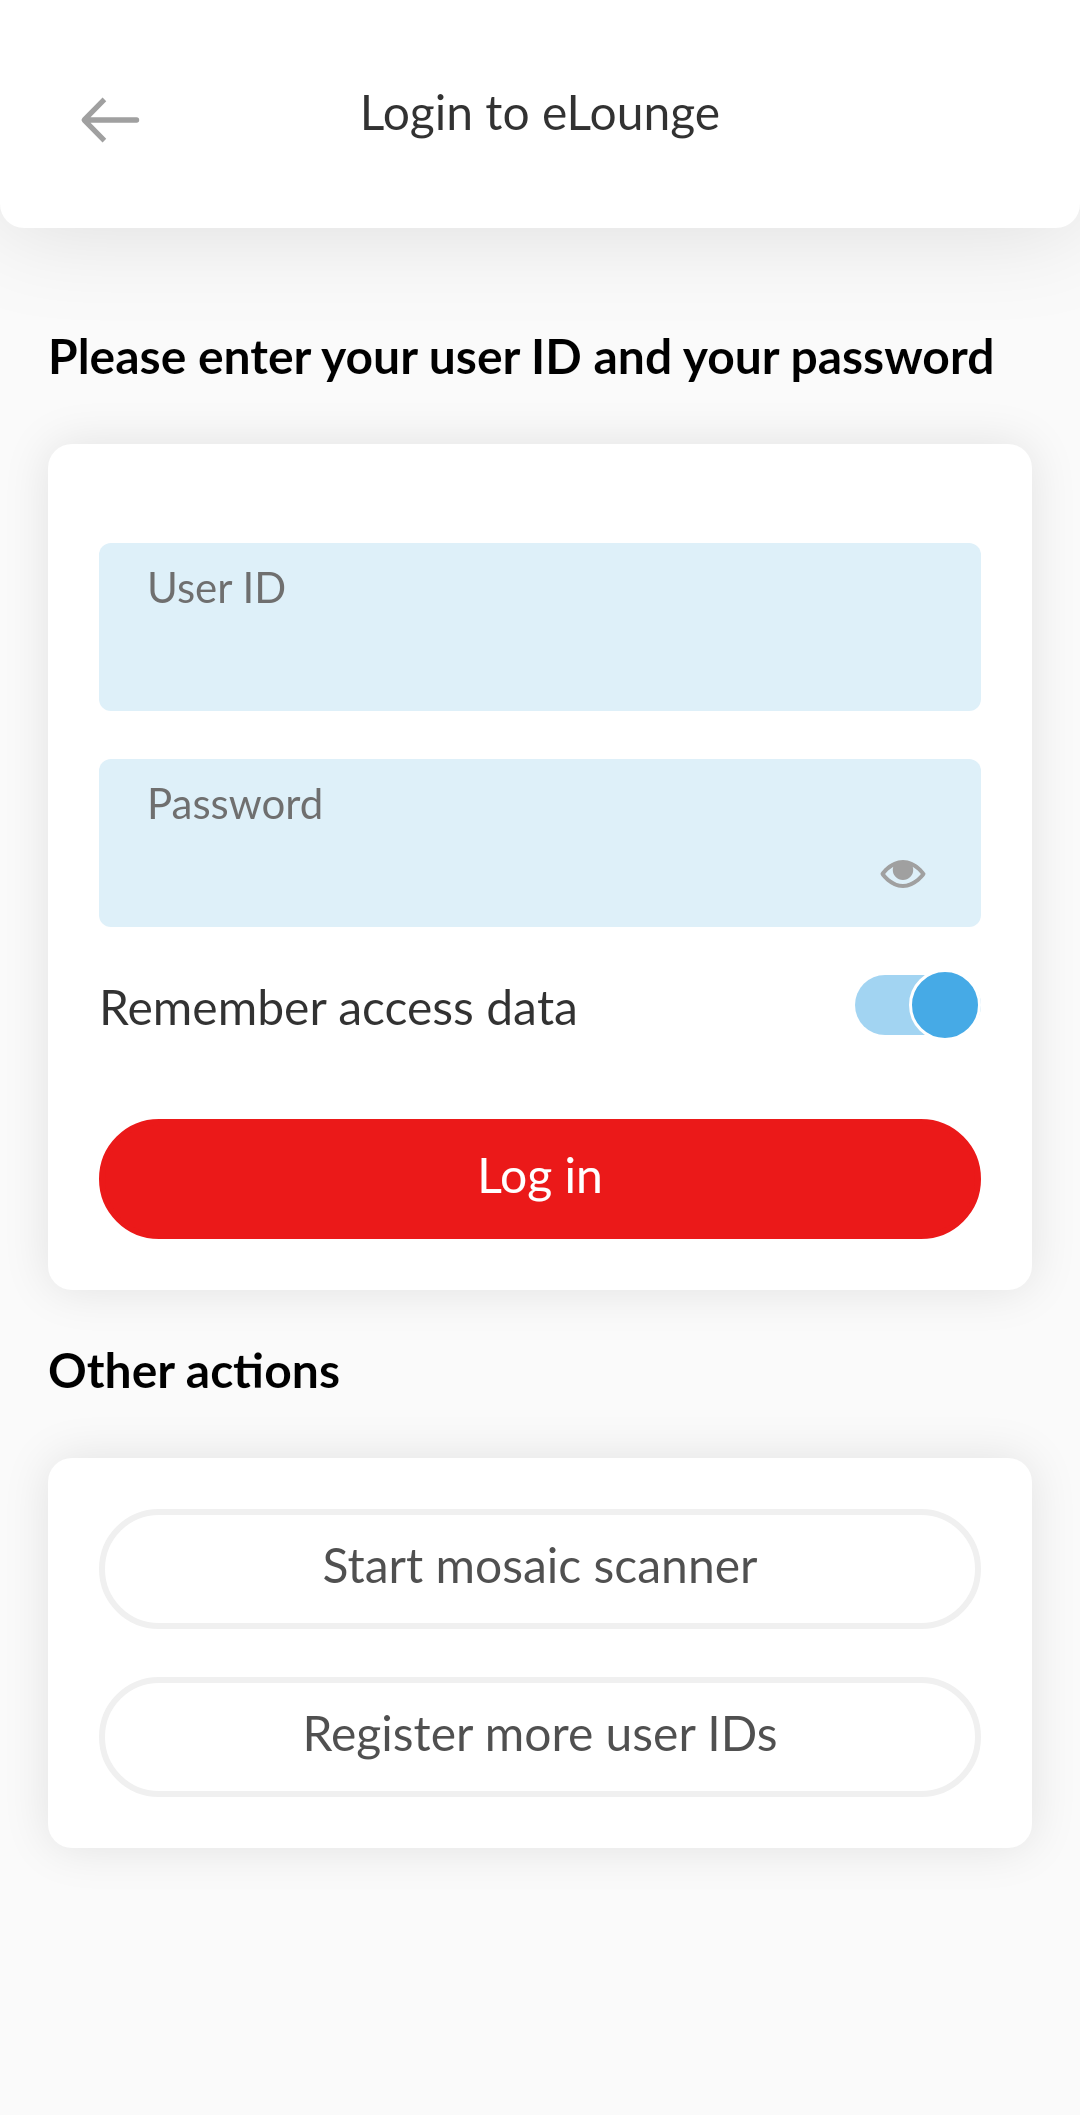 Login to eLounge
Please enter your user ID and your password
User ID
Password
Remember access data
Log in
Other actions
Start mosaic scanner
Register more user IDs